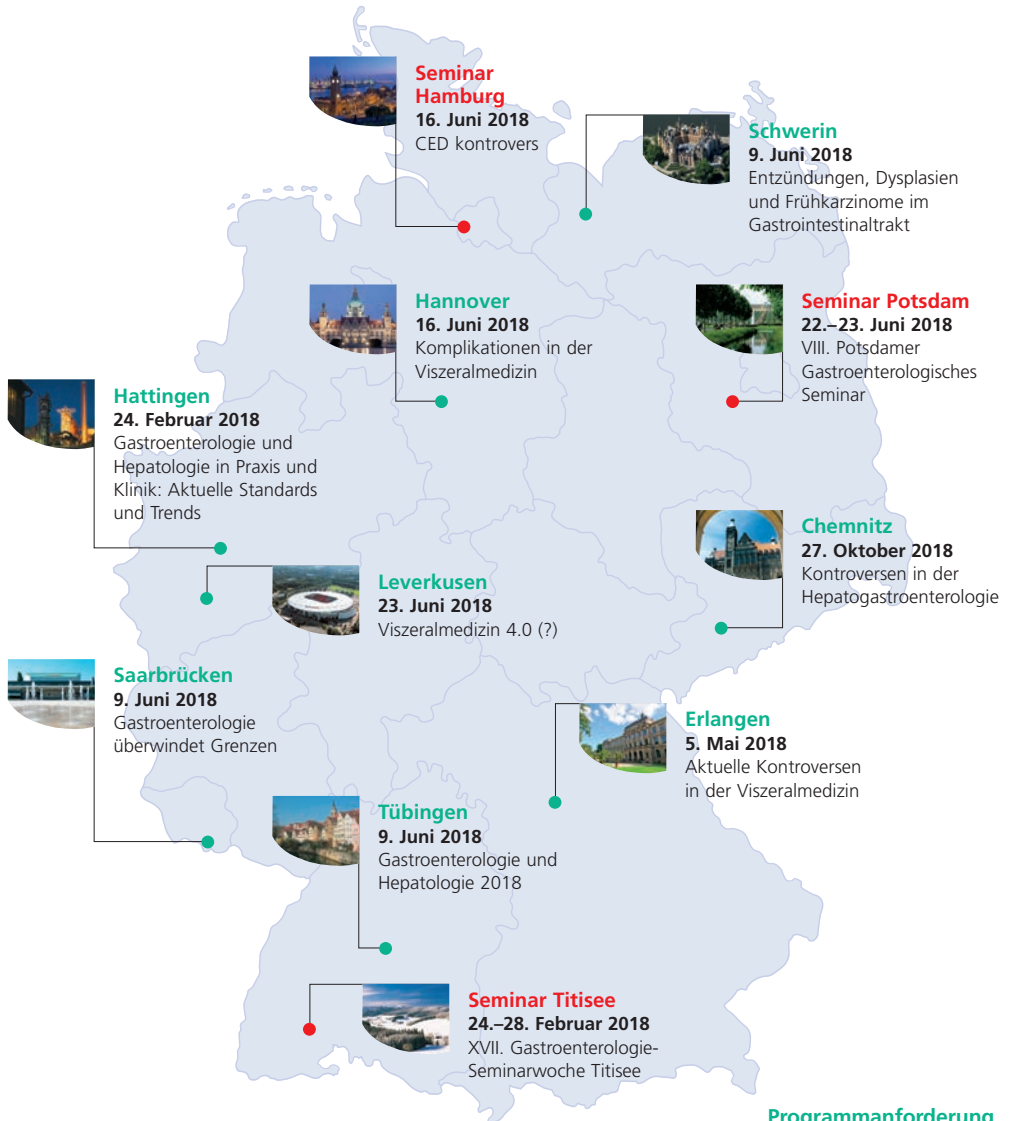 Seminar
Hamburg
16. Juni 2018
CED kontrovers
Schwerin
9. Juni 2018
Entzündungen, Dysplasien
und Frühkarzinome im
Gastrointestinaltrakt
Hannover
16. Juni 2018
Komplikationen in der
Viszeralmedizin
Seminar Potsdam
22.–23. Juni 2018
VIII. Potsdamer
Gastroenterologisches
Seminar
Hattingen
24. Februar 2018
Gastroenterologie und
Hepatologie in Praxis und
Klinik: Aktuelle Standards
und Trends
Chemnitz
27. Oktober 2018
Kontroversen in der
Hepatogastroenterologie
Leverkusen
23. Juni 2018
Viszeralmedizin 4.0 (?)
Saarbrücken
9. Juni 2018
Gastroenterologie
überwindet Grenzen
Erlangen
5. Mai 2018
Aktuelle Kontroversen
in der Viszeralmedizin
Tübingen
9. Juni 2018
Gastroenterologie und
Hepatologie 2018
Seminar Titisee
24.–28. Februar 2018
XVII. Gastroenterologie-
Seminarwoche Titisee
Programmanforderung